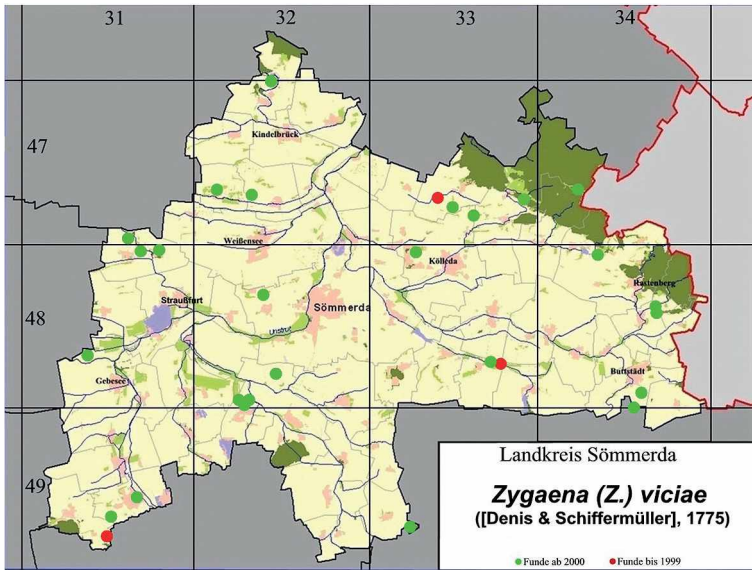 31 32 33 34
47
Kindelbrück
Weißensee
Kölleda
Rastenberg
Straußfurt
Sömmerda
48
Unstrut
Gebesee
Buttstädt
49
Landkreis Sömmerda
Zygaena (Z.) viciae
([Denis & Schiffermüller], 1775)
Funde ab 2000 Funde bis 1999